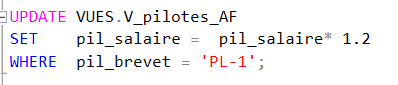 UPDATE VUES.V_pilotes_AF
SET pil_salaire = pil_salaire* 1.2
WHERE pil_brevet = 'PL-1';